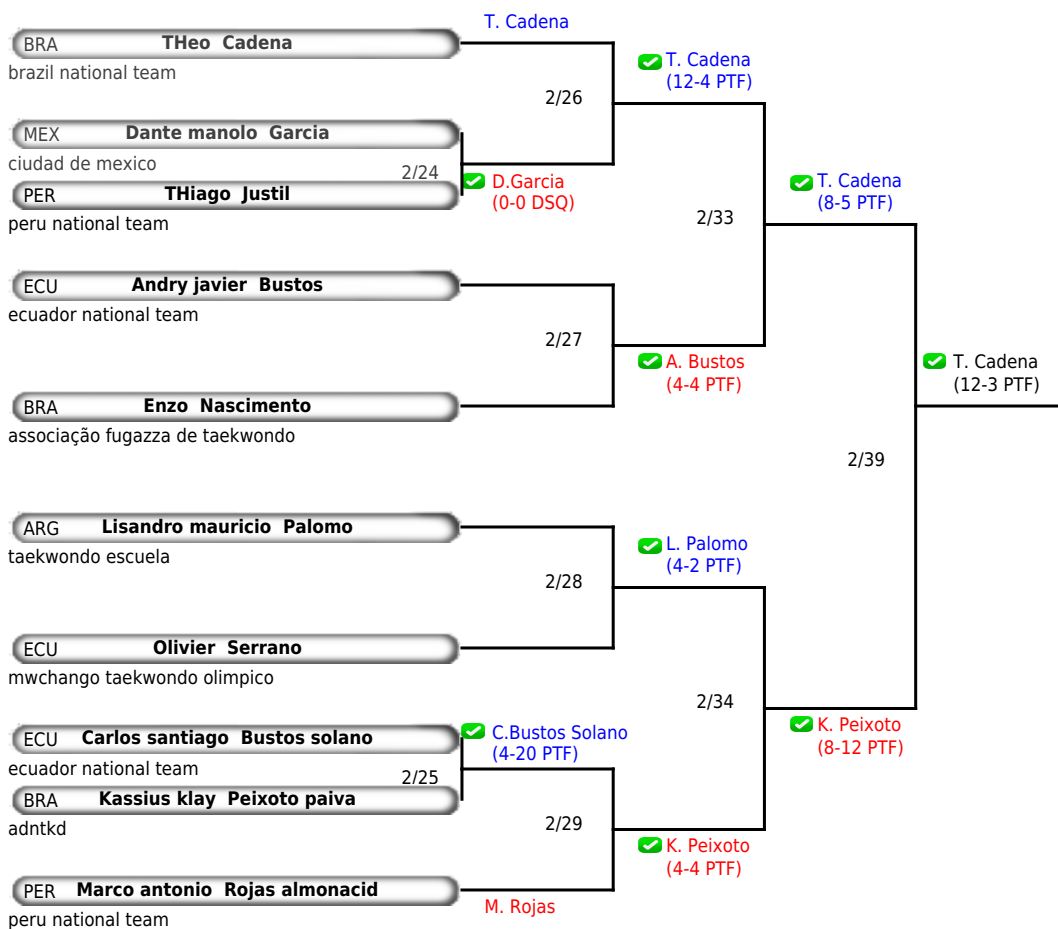 T. Cadena
BRA THeo Cadena
brazil national team
T. Cadena
(12-4 PTF)
2/26
MEX Dante manolo Garcia
ciudad de mexico
2/24
D.Garcia
(0-0 DSQ)
PER THiago Justil
peru national team
T. Cadena
(8-5 PTF)
2/33
ECU Andry javier Bustos
ecuador national team
2/27
A. Bustos
(4-4 PTF)
T. Cadena
(12-3 PTF)
BRA Enzo Nascimento
associação fugazza de taekwondo
2/39
ARG Lisandro mauricio Palomo
taekwondo escuela
L. Palomo
(4-2 PTF)
2/28
ECU Olivier Serrano
mwchango taekwondo olimpico
2/34
K. Peixoto
(8-12 PTF)
ECU Carlos santiago Bustos solano
ecuador national team
C.Bustos Solano
(4-20 PTF)
2/25
BRA Kassius klay Peixoto paiva
adntkd
2/29
K. Peixoto
(4-4 PTF)
PER Marco antonio Rojas almonacid
peru national team
M. Rojas